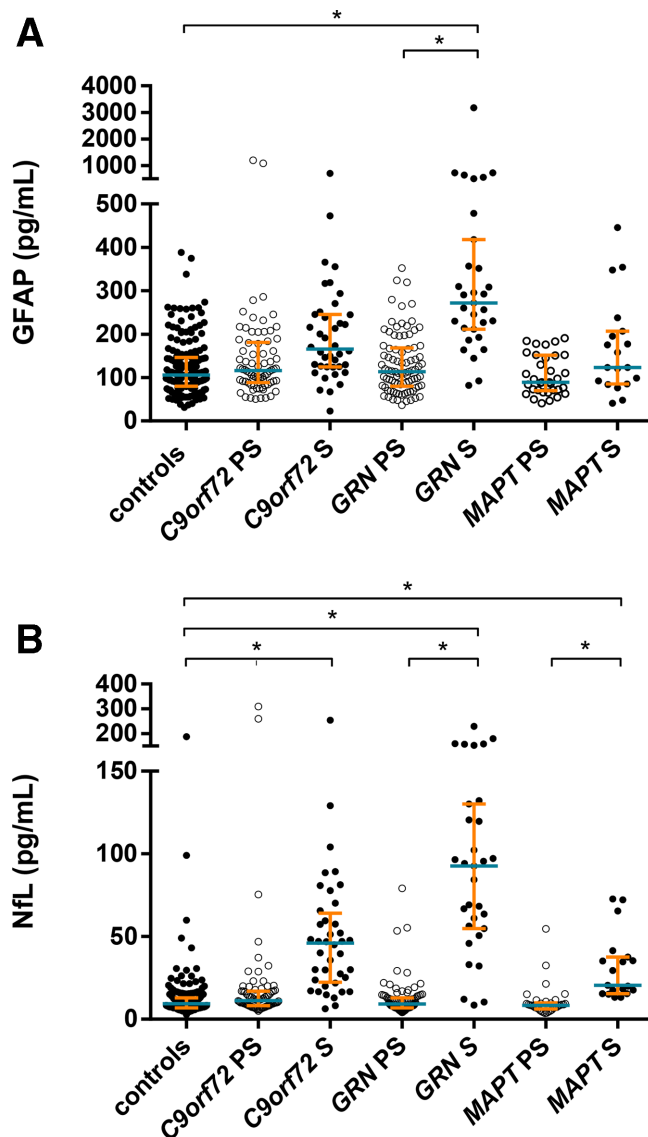 A
*
*
GFAP (pg/mL)
4000
3000
2000
1000
500
400
300
200
100
0
controls
C9orf72 PS
C9orf72 S
GRN PS
GRN S
MAPT PS
MAPT S
B
*
*
*
*
*
NfL (pg/mL)
400
300
200
150
100
50
0
controls
C9orf72 PS
C9orf72 S
GRN PS
GRN S
MAPT PS
MAPT S